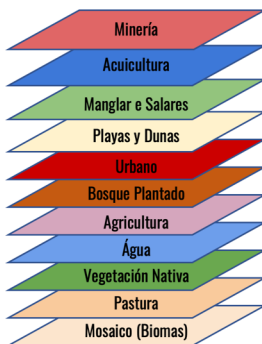 Minería
Acuicultura
Manglar e Salares
Playas y Dunas
Urbano
Bosque Plantado
Agricultura
Água
Vegetación Nativa
Pastura
Mosaico (Biomas)